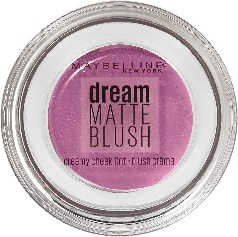 MAYBELLINE
NEW YORK
dream
MATTE
BLUSH
creamy cheek tint • blush crème